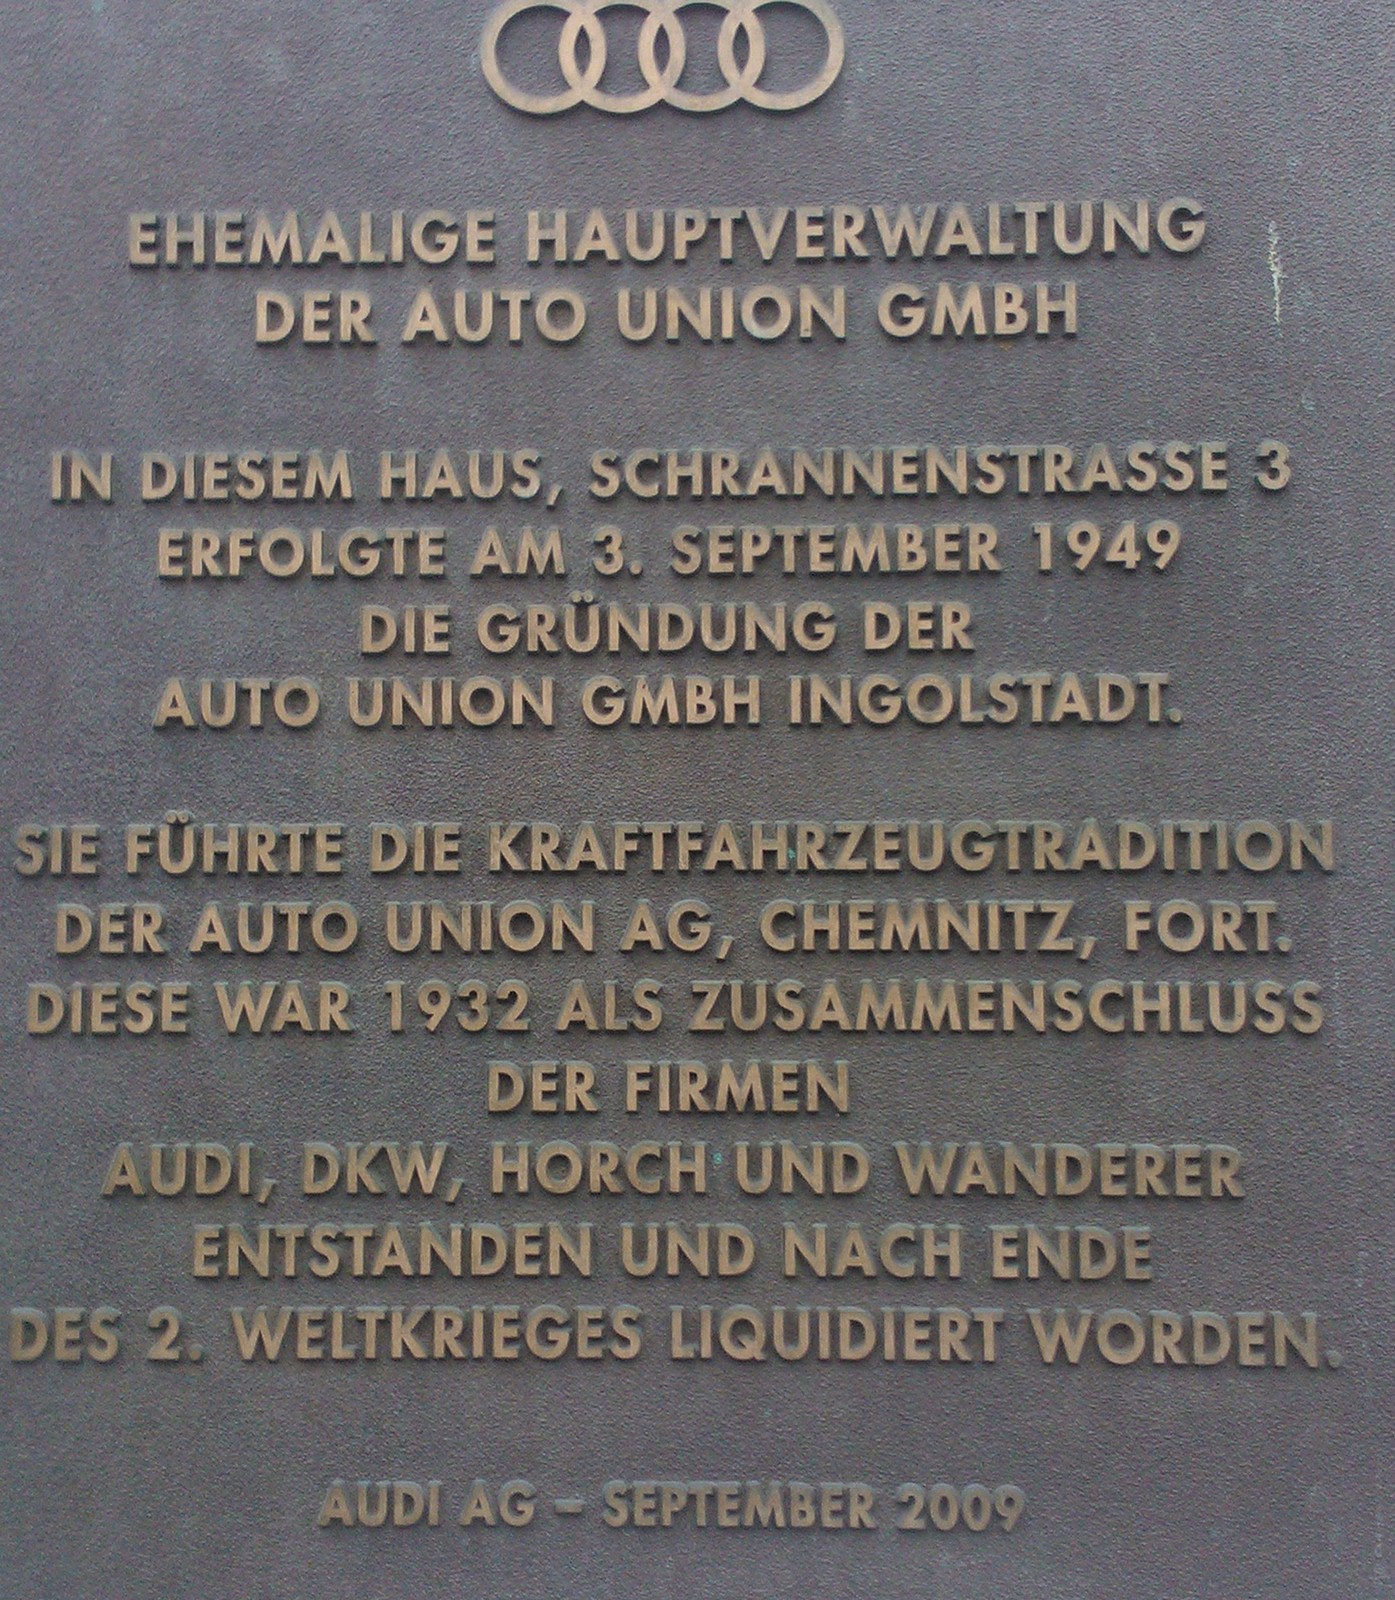 EHEMALIGE HAUPTVERWALTUNG
DER AUTO UNION GMBH
IN DIESEM HAUS, SCHRANNENSTRASSE 3
ERFOLGTE AM 3. SEPTEMBER 1949
DIE GRÜNDUNG DER
AUTO UNION GMBH INGOLSTADT.
SIE FÜHRTE DIE KRAFTFAHRZEUGTRADITION
DER AUTO UNION AG, CHEMNITZ, FORT.
DIESE WAR 1932 ALS ZUSAMMENSCHLUSS
DER FIRMEN
AUDI, DKW, HORCH UND WANDERER
ENTSTANDEN UND NACH ENDE
DES 2. WELTKRIEGES LIQUIDIERT WORDEN.
AUDI AG – SEPTEMBER 2009